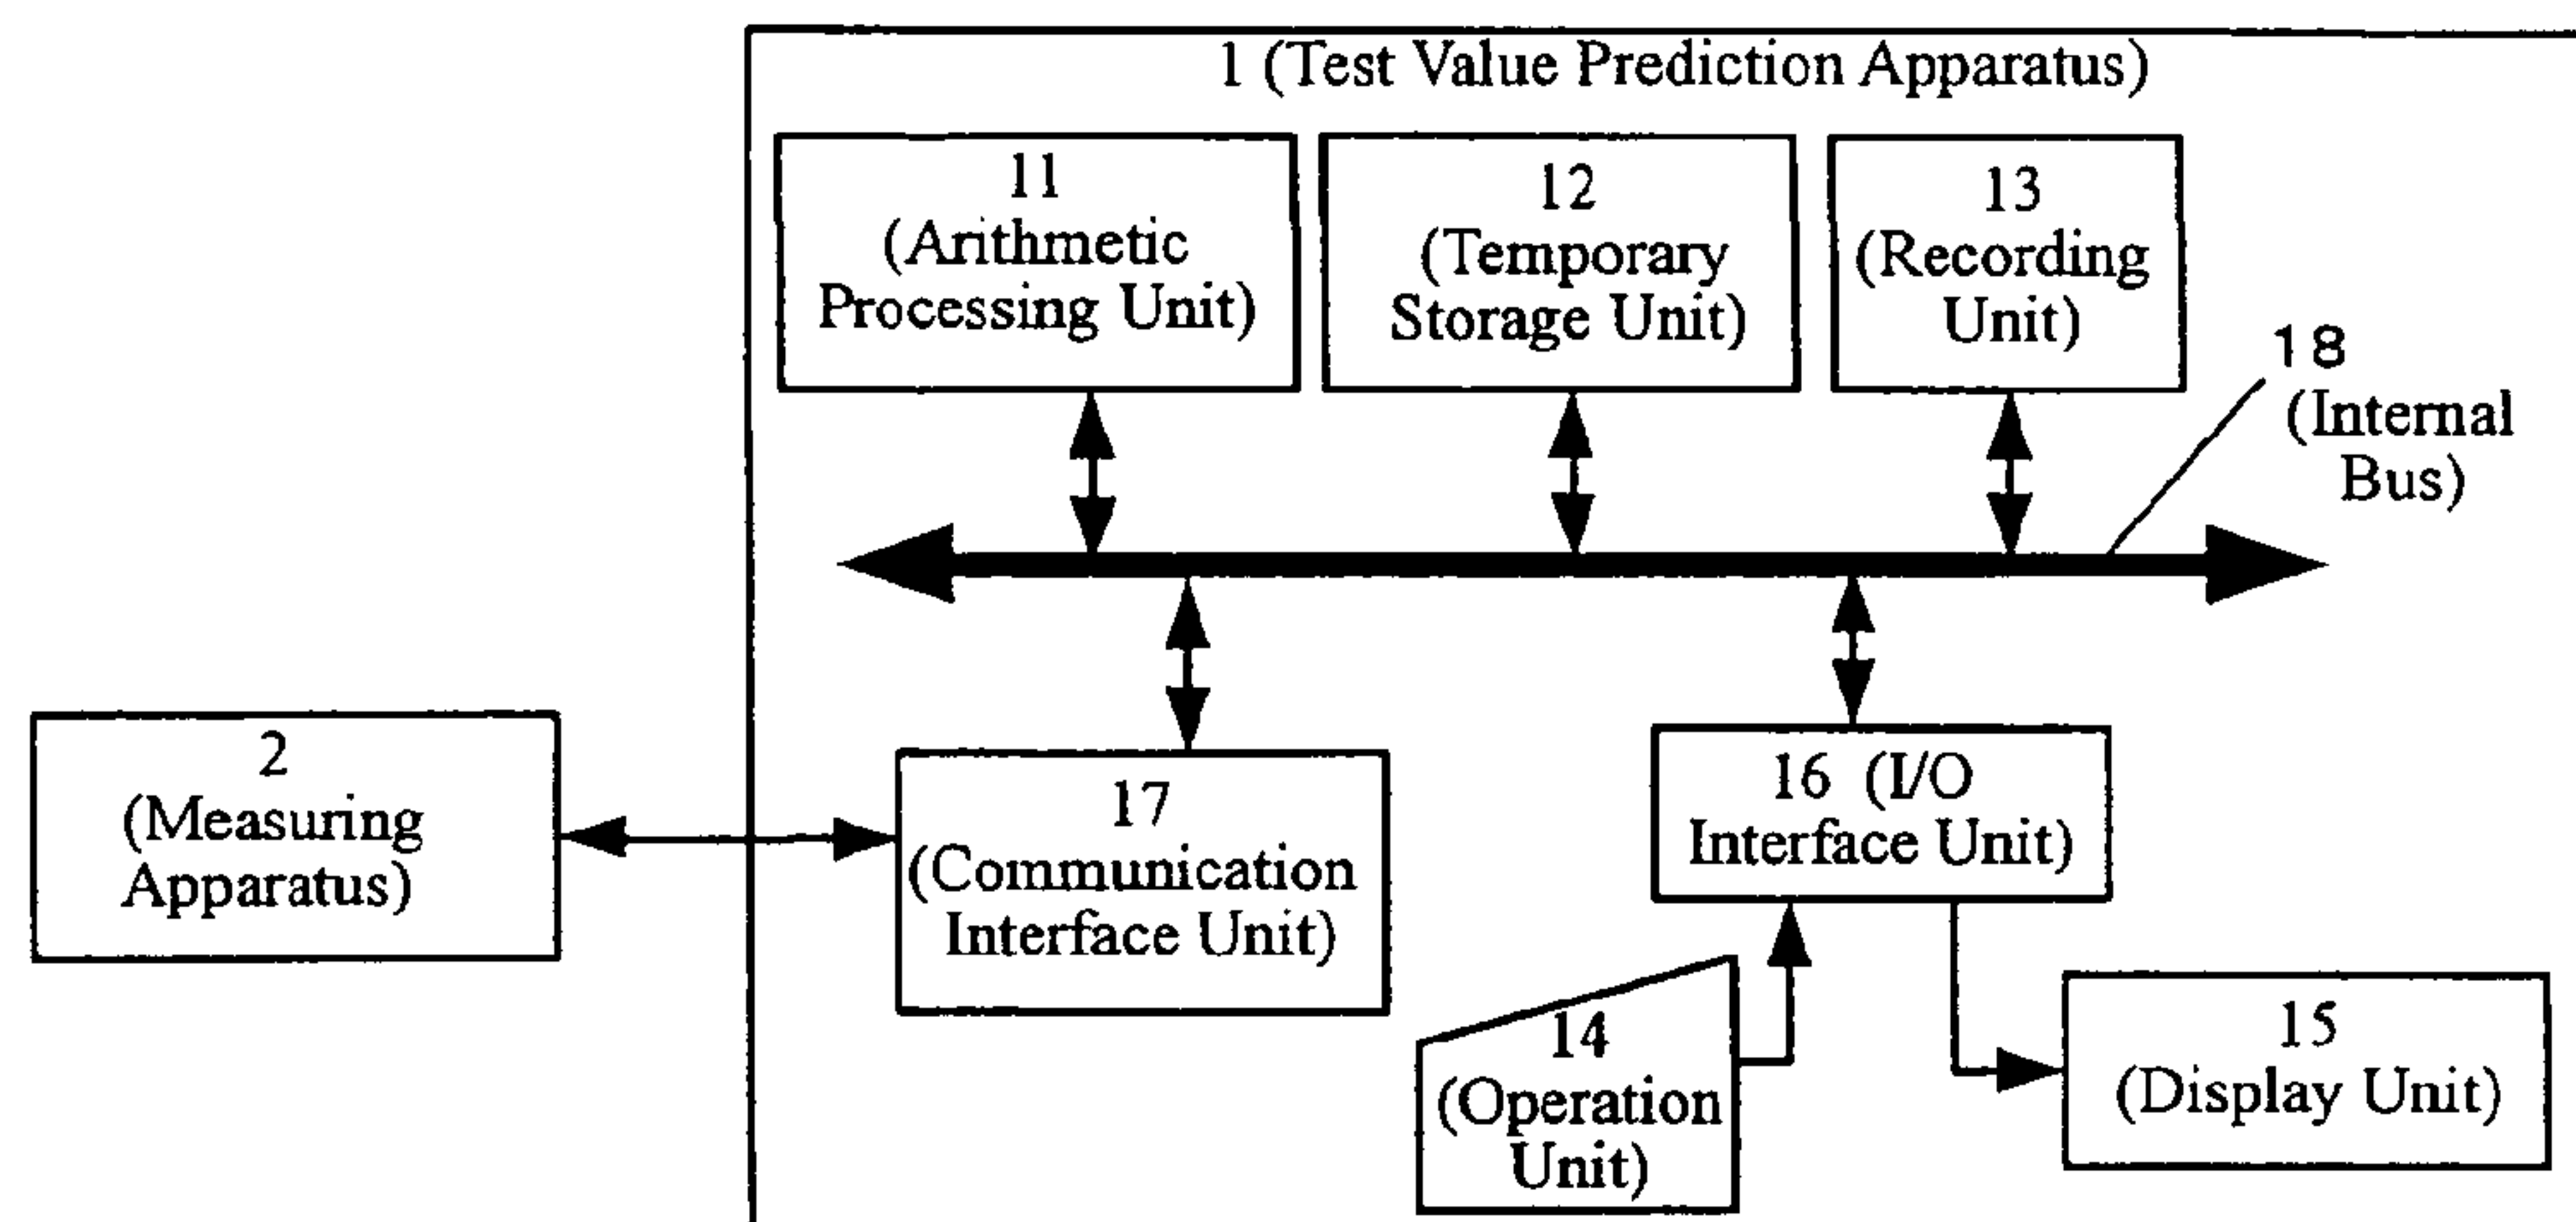 1 (Test Value Prediction Apparatus)
11
(Arithmetic
Processing Unit)
12
(Temporary
Storage Unit)
13
(Recording
Unit)
18
(Internal
Bus)
2
(Measuring
Apparatus)
17
(Communication
Interface Unit)
16 (I/O
Interface Unit)
14
(Operation
Unit)
15
(Display Unit)